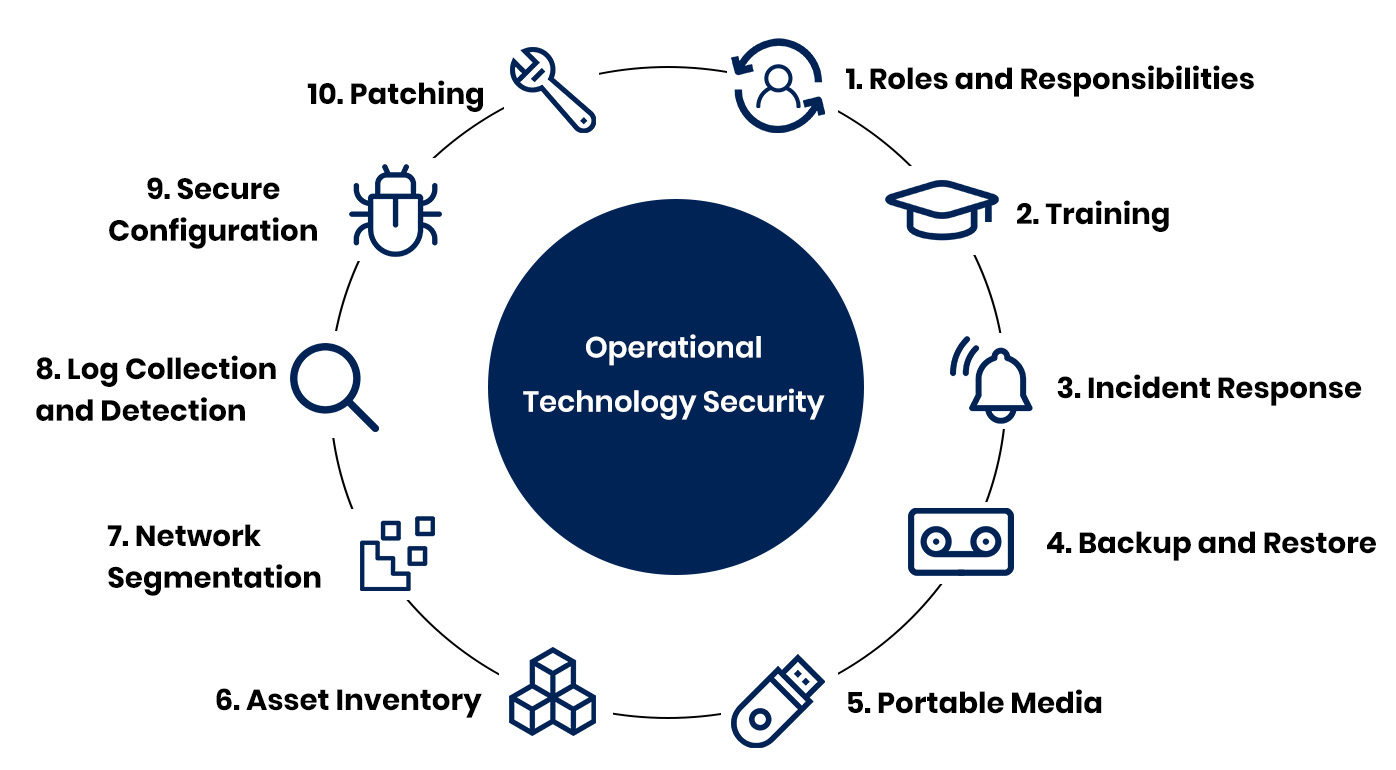 Operational
Technology Security
1. Roles and Responsibilities
2. Training
3. Incident Response
4. Backup and Restore
5. Portable Media
6. Asset Inventory
7. Network
Segmentation
8. Log Collection
and Detection
9. Secure
Configuration
10. Patching